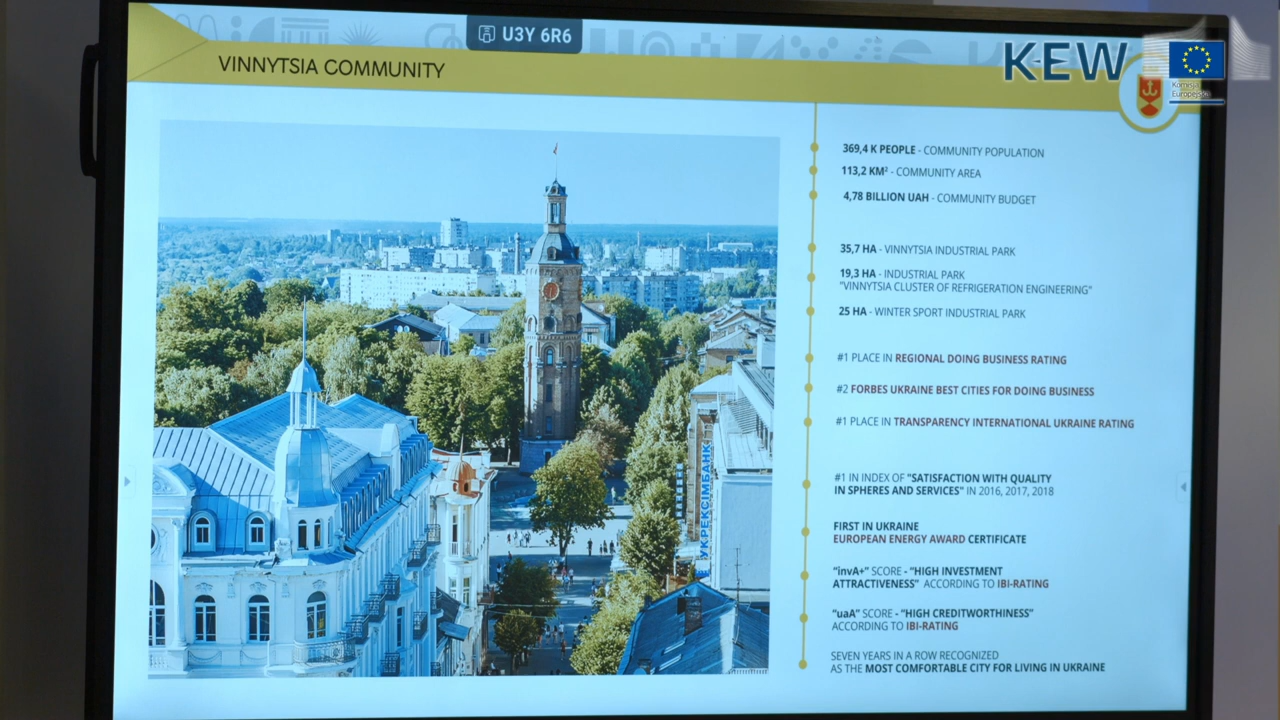 U3Y 6R6
VINNYTSIA COMMUNITY
KEW
Komisja
Europejska
369,4 K PEOPLE - COMMUNITY POPULATION
113,2 KM² - COMMUNITY AREA
4,78 BILLION UAH - COMMUNITY BUDGET
35,7 HA - VINNYTSIA INDUSTRIAL PARK
19,3 HA - INDUSTRIAL PARK
"VINNYTSIA CLUSTER OF REFRIGERATION ENGINEERING"
25 HA - WINTER SPORT INDUSTRIAL PARK
#1 PLACE IN REGIONAL DOING BUSINESS RATING
#2 FORBES UKRAINE BEST CITIES FOR DOING BUSINESS
#1 PLACE IN TRANSPARENCY INTERNATIONAL UKRAINE RATING
#1 IN INDEX OF "SATISFACTION WITH QUALITY
IN SPHERES AND SERVICES" IN 2016, 2017, 2018
FIRST IN UKRAINE
EUROPEAN ENERGY AWARD CERTIFICATE
“invA+” SCORE - “HIGH INVESTMENT
ATTRACTIVENESS” ACCORDING TO IBI-RATING
“uaA” SCORE - “HIGH CREDITWORTHINESS”
ACCORDING TO IBI-RATING
SEVEN YEARS IN A ROW RECOGNIZED
AS THE MOST COMFORTABLE CITY FOR LIVING IN UKRAINE
УКРЕКСІМБАНК